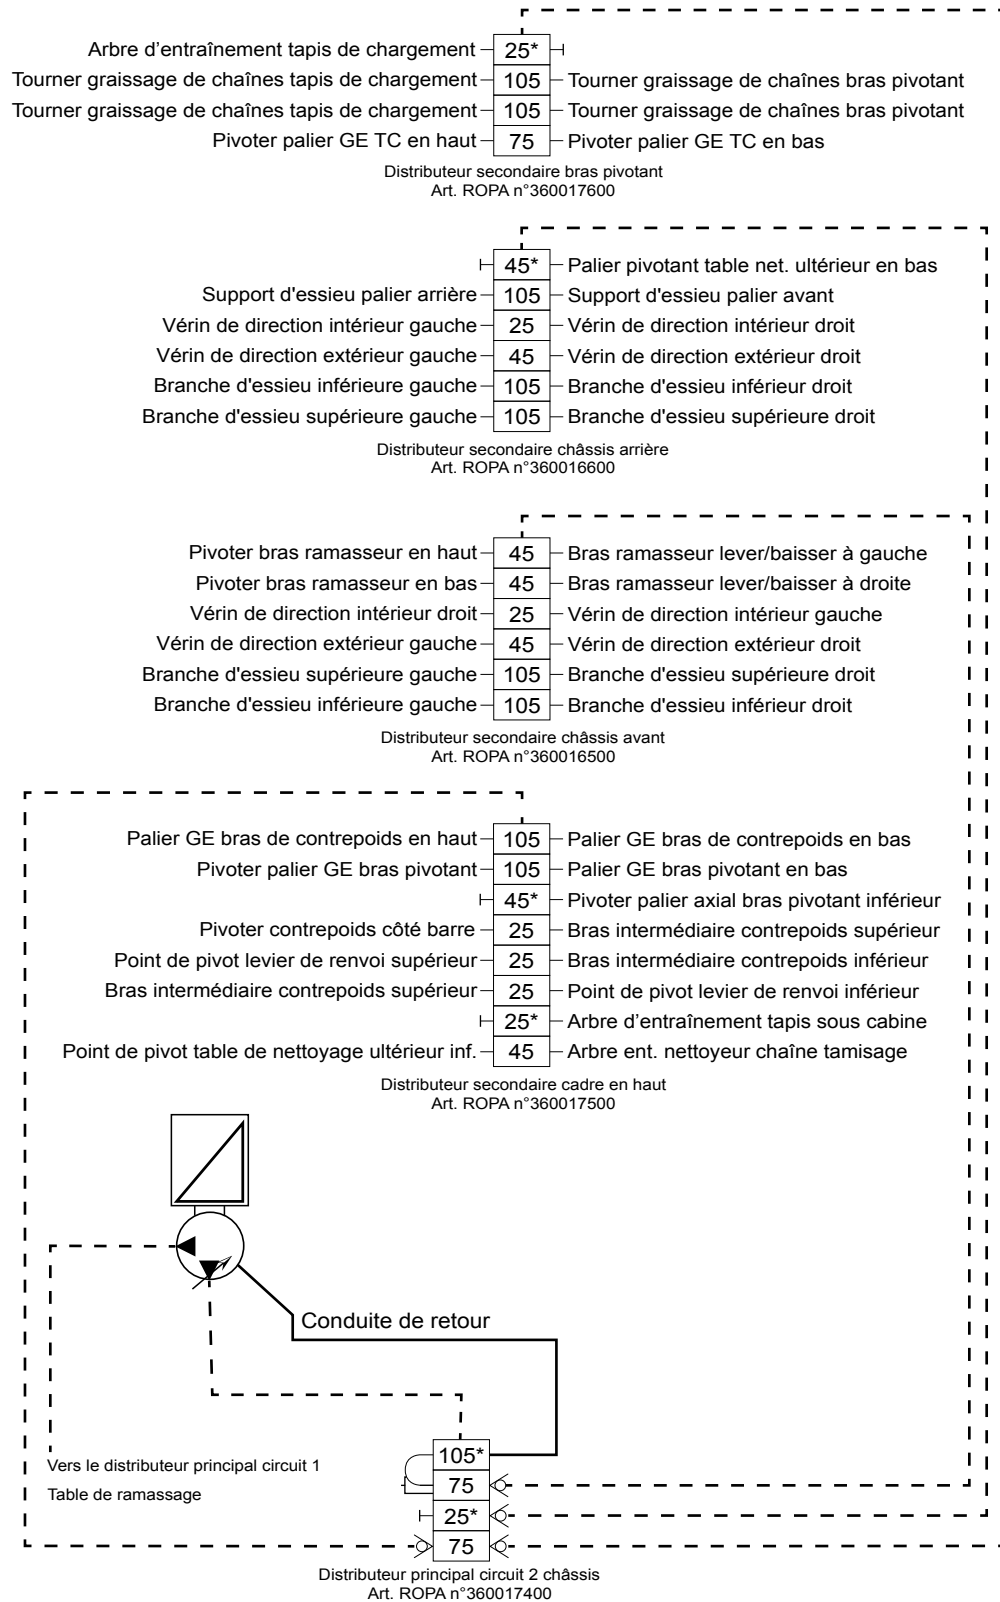 Arbre d'entraînement tapis de chargement 25*
Tourner graissage de chaînes tapis de chargement 105 Tourner graissage de chaînes bras pivotant
Tourner graissage de chaînes tapis de chargement 105 Tourner graissage de chaînes bras pivotant
Pivoter palier GE TC en haut 75 Pivoter palier GE TC en bas
Distributeur secondaire bras pivotant
Art. ROPA n°360017600
45* Palier pivotant table net. ultérieur en bas
Support d'essieu palier arrière 105 Support d'essieu palier avant
Vérin de direction intérieur gauche 25 Vérin de direction intérieur droit
Vérin de direction extérieur gauche 45 Vérin de direction extérieur droit
Branche d'essieu inférieure gauche 105 Branche d'essieu inférieur droit
Branche d'essieu supérieure gauche 105 Branche d'essieu supérieure droit
Distributeur secondaire châssis arrière
Art. ROPA n°360016600
Pivoter bras ramasseur en haut 45 Bras ramasseur lever/baisser à gauche
Pivoter bras ramasseur en bas 45 Bras ramasseur lever/baisser à droite
Vérin de direction intérieur droit 25 Vérin de direction intérieur gauche
Vérin de direction extérieur gauche 45 Vérin de direction extérieur droit
Branche d'essieu supérieure gauche 105 Branche d'essieu supérieure droit
Branche d'essieu inférieure gauche 105 Branche d'essieu inférieur droit
Distributeur secondaire châssis avant
Art. ROPA n°360016500
Palier GE bras de contrepoids en haut 105 Palier GE bras de contrepoids en bas
Pivoter palier GE bras pivotant 105 Palier GE bras pivotant en bas
45* Pivoter palier axial bras pivotant inférieur
Pivoter contrepoids côté barre 25 Bras intermédiaire contrepoids supérieur
Point de pivot levier de renvoi supérieur 25 Bras intermédiaire contrepoids inférieur
Bras intermédiaire contrepoids supérieur 25 Point de pivot levier de renvoi inférieur
25* Arbre d'entraînement tapis sous cabine
Point de pivot table de nettoyage ultérieur inf. 45 Arbre ent. nettoyeur chaîne tamisage
Distributeur secondaire cadre en haut
Art. ROPA n°360017500
Conduite de retour
105*
Vers le distributeur principal circuit 1
75
Table de ramassage
25*
75
Distributeur principal circuit 2 châssis
Art. ROPA n°360017400